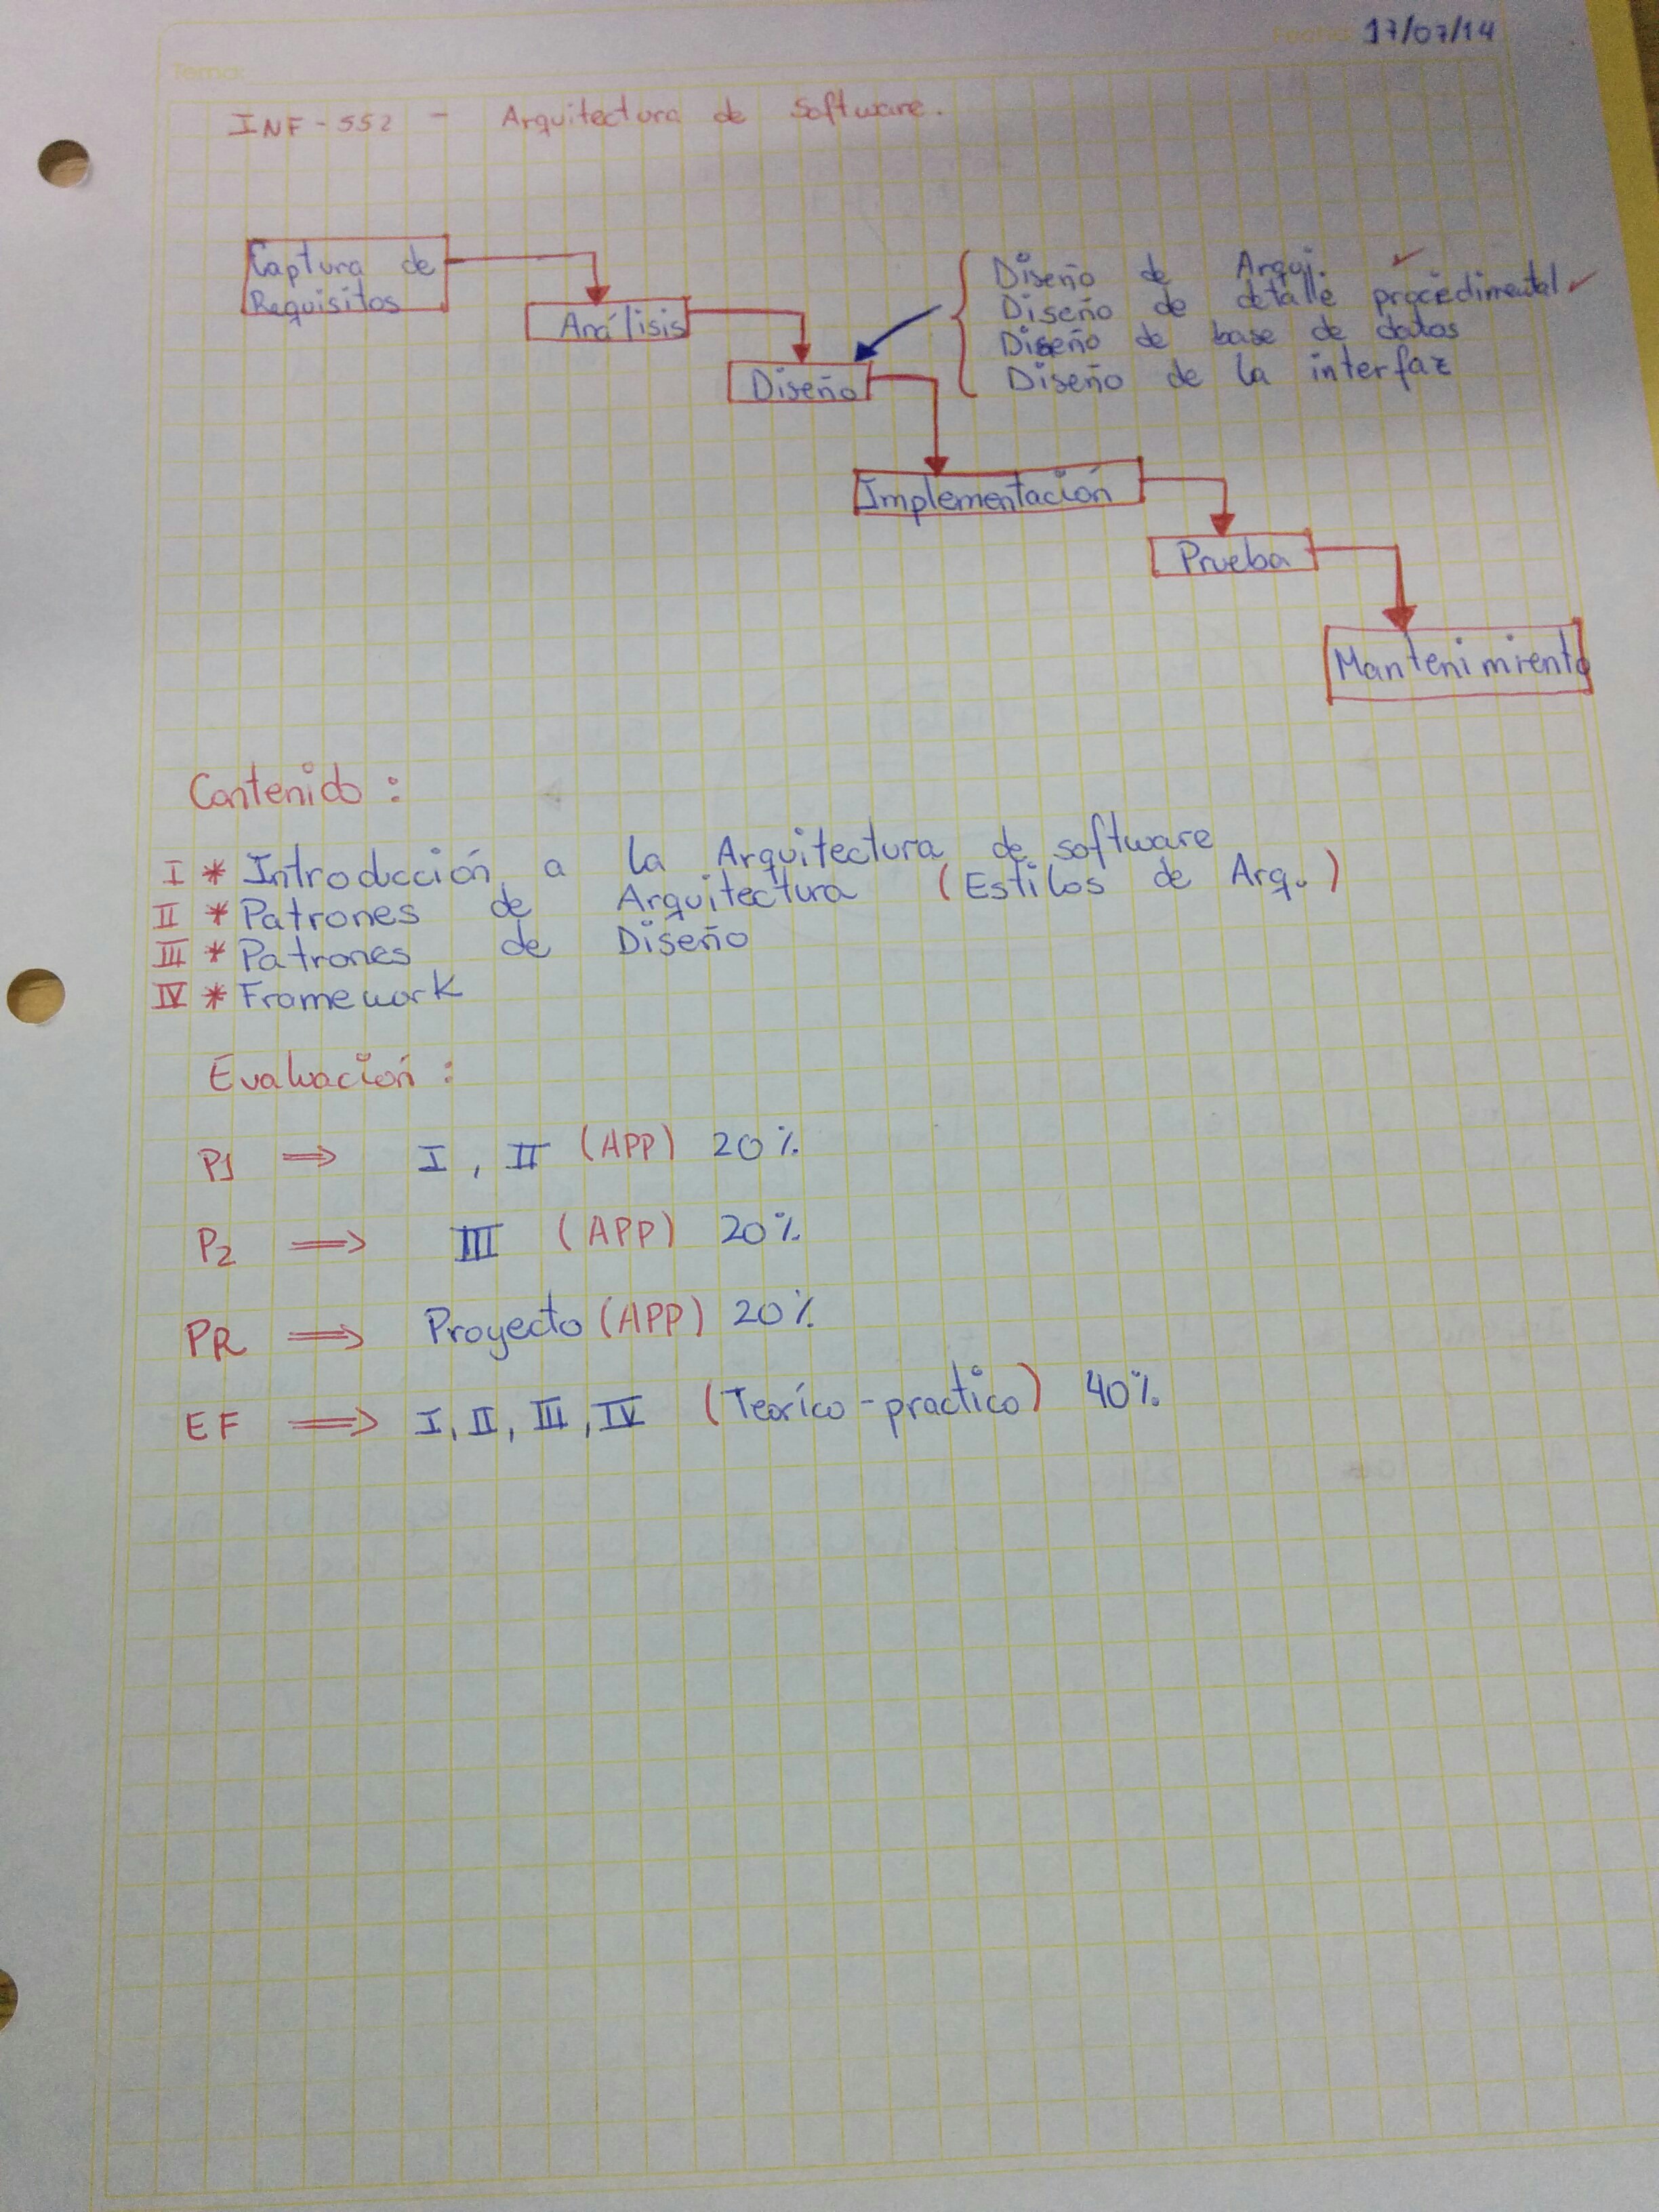 Fecha: 17/07/14
Tema:
INF-552 - Arquitectura de Software.
Captura de
Requisitos
Análisis
Diseño
Diseño de Arqui. ✓
Diseño de detalle procedimental ✓
Diseño de base de datos
Diseño de la interfaz
Implementación
Prueba
Mantenimiento
Contenido :
I * Introducción a la Arquitectura de software
II * Patrones de Arquitectura (Estilos de Arq.)
III * Patrones de Diseño
IV * Framework
Evaluación :
P1 ⇒ I , II (APP) 20%
P2 ⇒ III (APP) 20%
PR ⇒ Proyecto (APP) 20%
EF ⇒ I, II, III, IV (Teoríco-practico) 40%